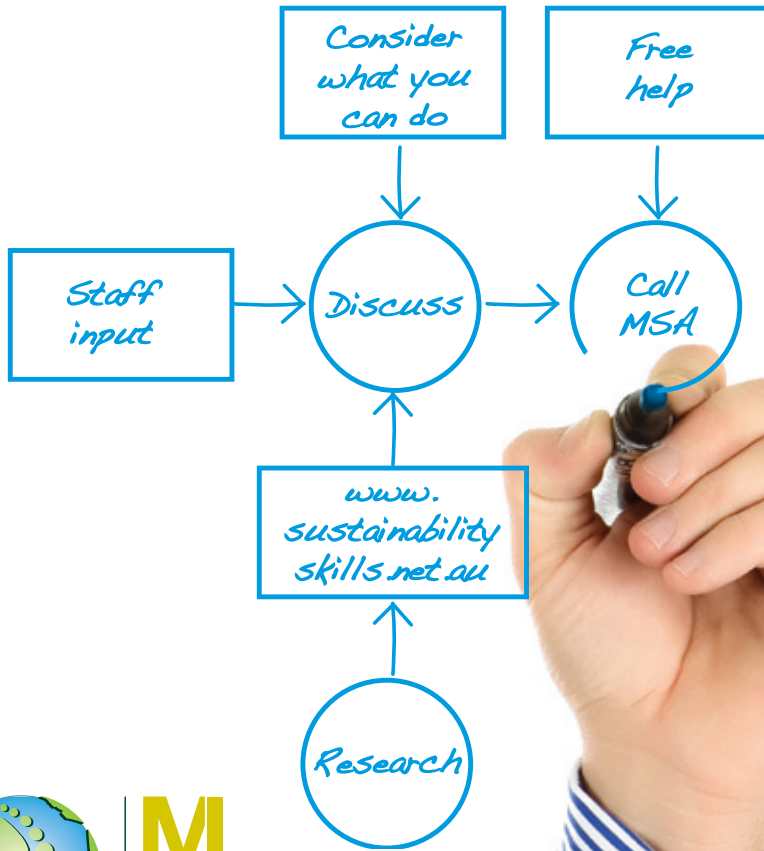 Consider
what you
can do
Free
help
Staff
input
Discuss
Call
MSA
www.
sustainability
skills.net.au
Research
M